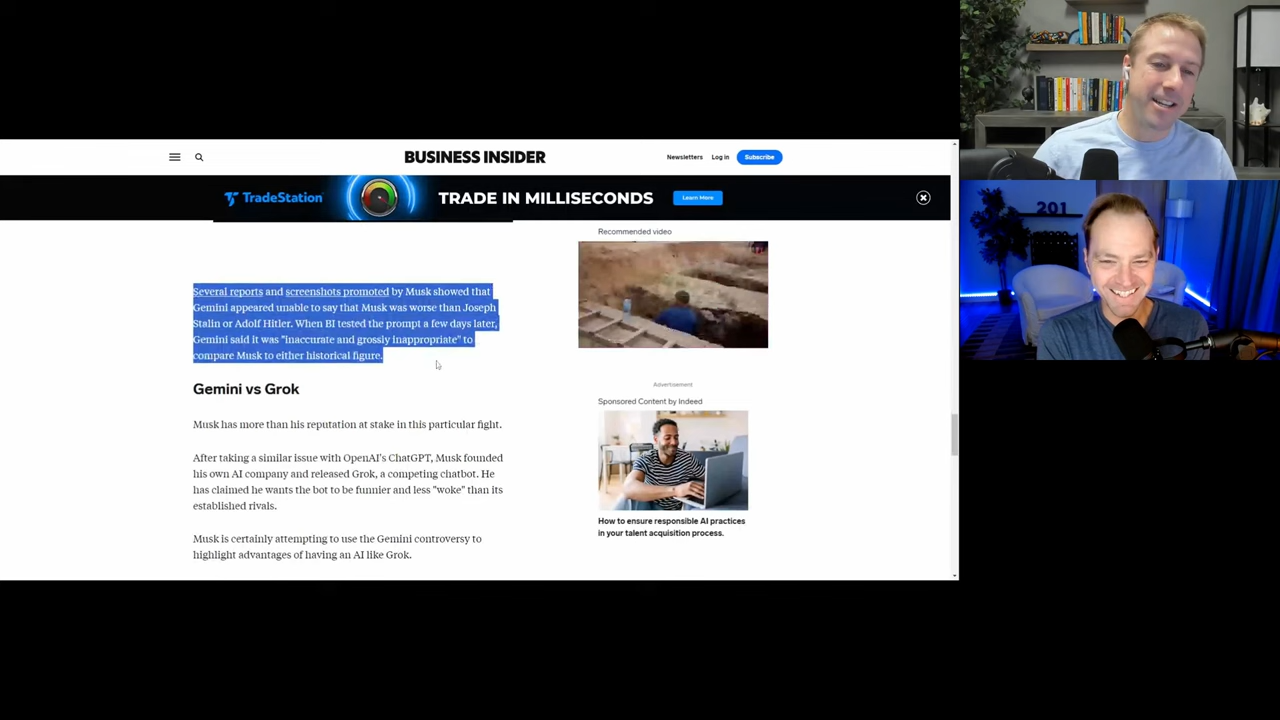 BUSINESS INSIDER
Newsletters Log in Subscribe
TradeStation
TRADE IN MILLISECONDS
Learn More
Recommended video
Several reports and screenshots promoted by Musk showed that
Gemini appeared unable to say that Musk was worse than Joseph
Stalin or Adolf Hitler. When BI tested the prompt a few days later,
Gemini said it was "inaccurate and grossly inappropriate" to
compare Musk to either historical figure.
Gemini vs Grok
Musk has more than his reputation at stake in this particular fight.
After taking a similar issue with OpenAI's ChatGPT, Musk founded
his own AI company and released Grok, a competing chatbot. He
has claimed he wants the bot to be funnier and less "woke" than its
established rivals.
Musk is certainly attempting to use the Gemini controversy to
highlight advantages of having an AI like Grok.
Advertisement
Sponsored Content by Indeed
How to ensure responsible AI practices
in your talent acquisition process.
201